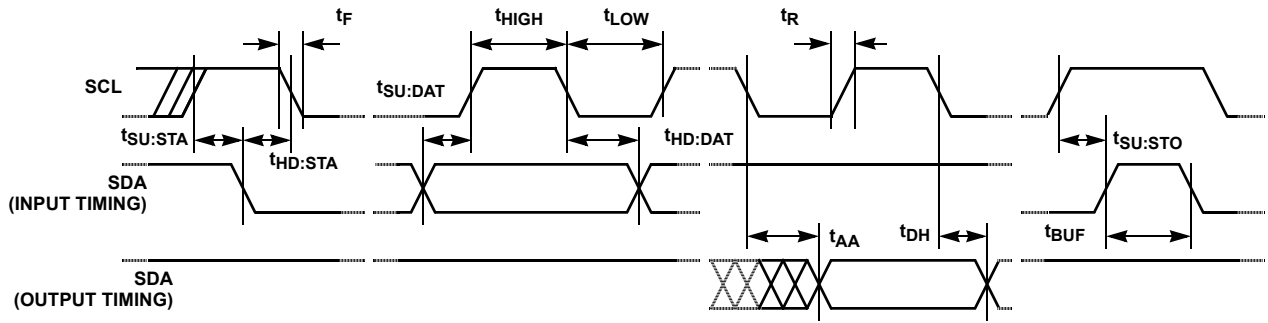 tF
tHIGH
tLOW
tR
SCL
tSU:DAT
tSU:STA
tHD:STA
tHD:DAT
tSU:STO
SDA
(INPUT TIMING)
tAA
tDH
tBUF
SDA
(OUTPUT TIMING)